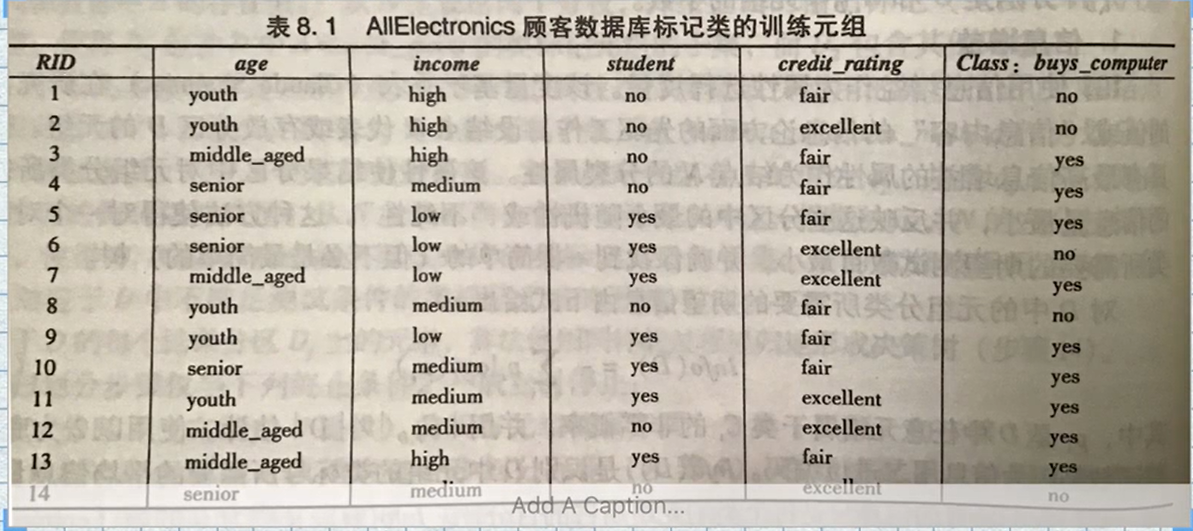 表 8.1 AllElectronics 顾客数据库标记类的训练元组
RID age income student credit_rating Class：buys_computer
1 youth high no fair no
2 youth high no excellent no
3 middle_aged high no fair yes
4 senior medium no fair yes
5 senior low yes fair yes
6 senior low yes excellent no
7 middle_aged low yes excellent yes
8 youth medium no fair no
9 youth low yes fair yes
10 senior medium yes fair yes
11 youth medium yes excellent yes
12 middle_aged medium no excellent yes
13 middle_aged high yes fair yes
14 senior medium no excellent no
Add A Caption...